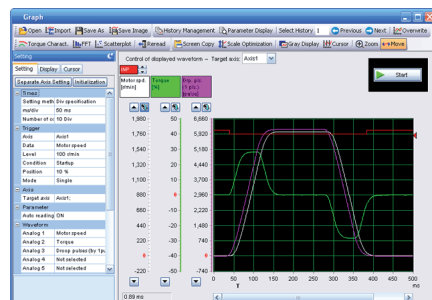 Graph
Open Import Save As Save Image History Management. Parameter Display Select History 1 Previous Next Overwrite
Torque Charact. FFT Scatterplot Reread Screen Copy Scale Optimization Gray Display Cursor Zoom Move
Setting
Setting Display Cursor
Separate Axis Setting Initialization
Times
Setting meth Div specification
ms/div 50 ms
Number of 10 Div
Trigger
Axis Axis1
Data Motor speed
Level 100 r/min
Condition Startup
Position 10 %
Mode Single
Axis
Target axis Axis1;
Parameter
Auto reading ON
Waveform
Analog 1 Motor speed
Analog 2 Torque
Analog 3 Droop pulses (by 1pu
Analog 4 Not selected
Analog 5 Not selected
Control of displayed waveform - Target axis: Axis1
Start
Motor spd. [r/min]
Torque [%]
1,980 50 6,660
1,760 40 5,920
1,540 30 5,180
1,320 20 4,440
1,100 10 3,700
880 2,960
660 -10 2,220
440 -20 1,480
220 -30 740
-40
-220 -50 -740
0 50 100 150 200 250 300 350 400 450 500
T ms
0.89 ms